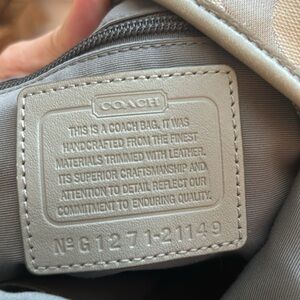 COACH
THIS IS A COACH BAG. IT WAS
HANDCRAFTED FROM THE FINEST
MATERIALS TRIMMED WITH LEATHER.
ITS SUPERIOR CRAFTSMANSHIP AND
ATTENTION TO DETAIL REFLECT OUR
COMMITMENT TO ENDURING QUALITY.
Nº G1271-21149